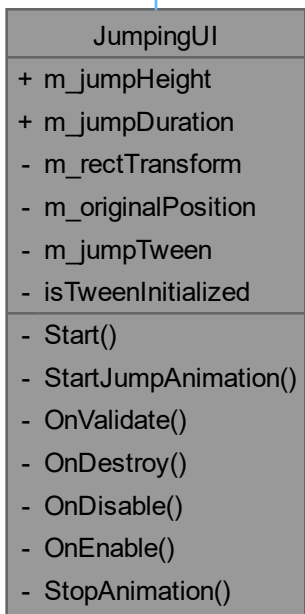 JumpingUI
+ m_jumpHeight
+ m_jumpDuration
- m_rectTransform
- m_originalPosition
- m_jumpTween
- isTweenInitialized
- Start()
- StartJumpAnimation()
- OnValidate()
- OnDestroy()
- OnDisable()
- OnEnable()
- StopAnimation()